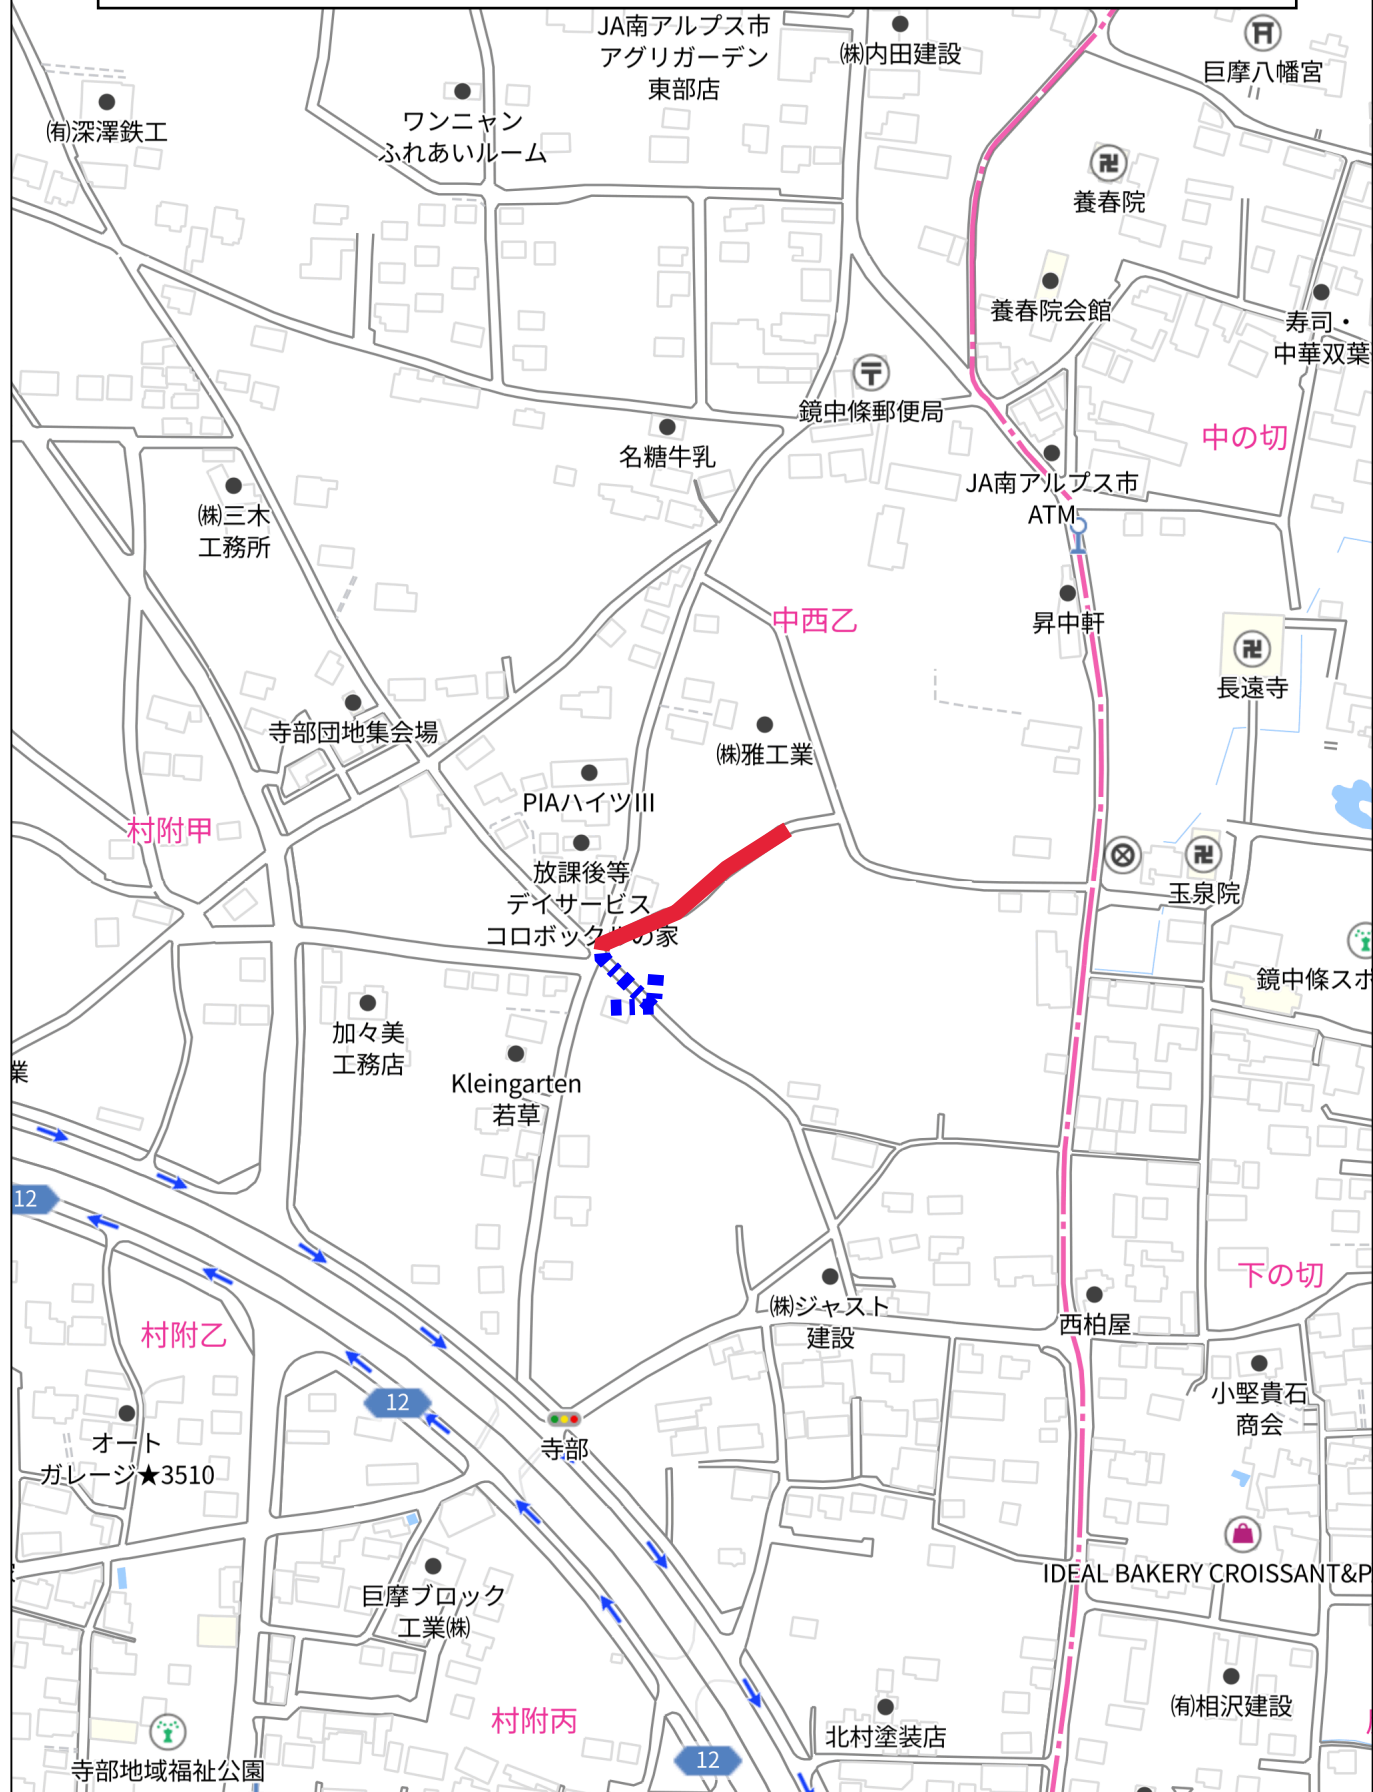 JA南アルプス市
アグリガーデン
東部店
㈱内田建設
巨摩八幡宮
㈲深澤鉄工
ワンニャン
ふれあいルーム
養春院
養春院会館
寿司・
中華双葉
鏡中條郵便局
中の切
名糖牛乳
JA南アルプス市
ATM
㈱三木
工務所
中西乙
昇中軒
長遠寺
寺部団地集会場
㈱雅工業
PIAハイツIII
村附甲
放課後等
デイサービス
コロボックルの家
玉泉院
鏡中條スポ
加々美
工務店
業
Kleingarten
若草
12
下の切
㈱ジャスト
建設
西柏屋
村附乙
12
小堅貴石
商会
オート
ガレージ★3510
寺部
IDEAL BAKERY CROISSANT&P
巨摩ブロック
工業㈱
㈲相沢建設
村附丙
北村塗装店
寺部地域福祉公園
12